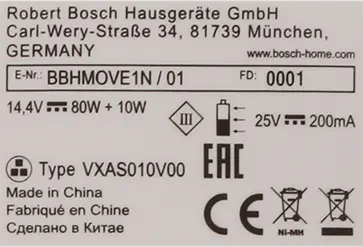 Robert Bosch Hausgeräte GmbH
Carl-Wery-Straße 34, 81739 München,
GERMANY
www.bosch-home.com
E-Nr.: BBHMOVE1N / 01 FD: 0001
14,4V 80W + 10W III 25V 200mA
Type VXAS010V00 EAC
Made in China
Fabriqué en Chine
Сделано в Китае
CE
Ni-MH